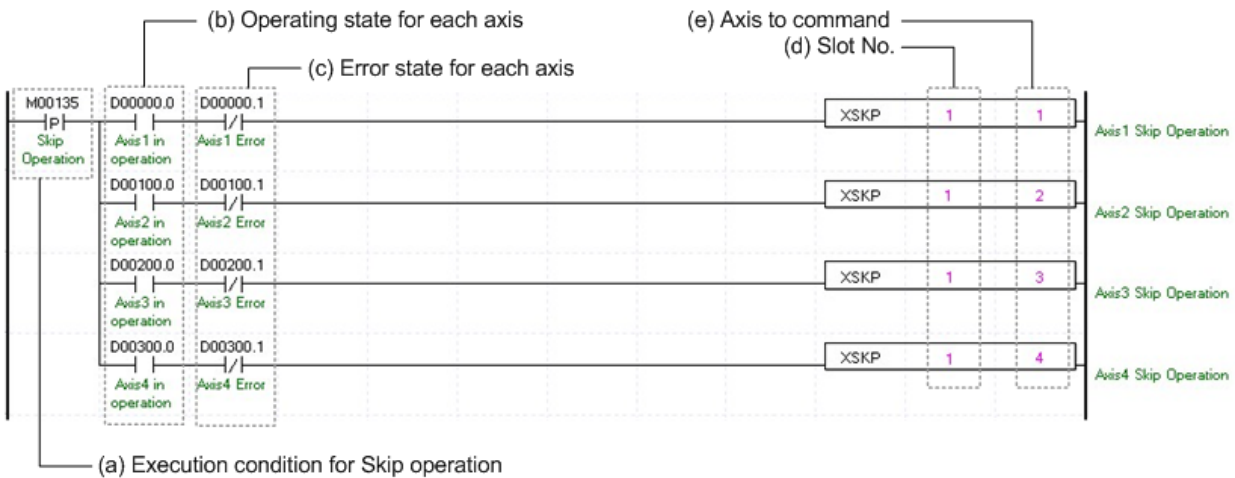 (b) Operating state for each axis
(e) Axis to command
(d) Slot No.
(c) Error state for each axis
M00135 D00000.0 D00000.1
P
XSKP 1 1
Skip Operation
Axis1 in operation
Axis1 Error
Axis1 Skip Operation
D00100.0 D00100.1
XSKP 1 2
Axis2 in operation
Axis2 Error
Axis2 Skip Operation
D00200.0 D00200.1
XSKP 1 3
Axis3 in operation
Axis3 Error
Axis3 Skip Operation
D00300.0 D00300.1
XSKP 1 4
Axis4 in operation
Axis4 Error
Axis4 Skip Operation
(a) Execution condition for Skip operation